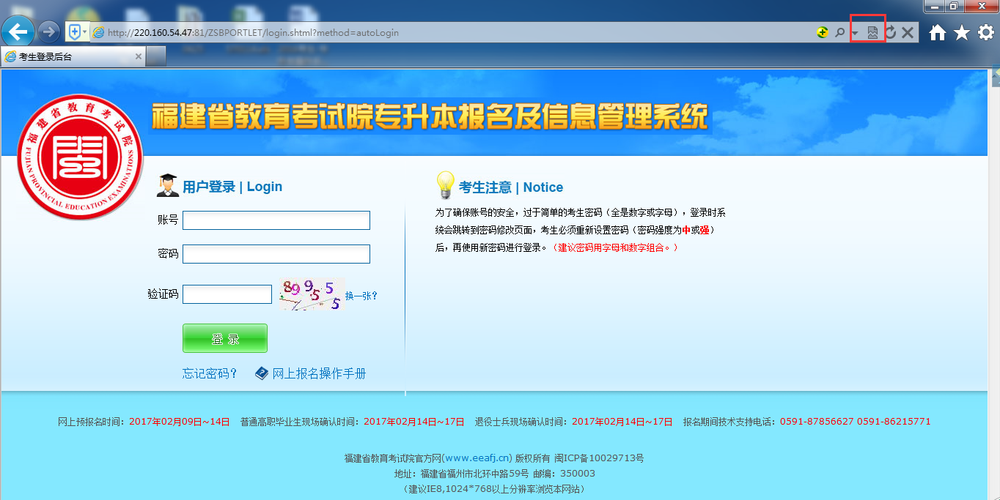 http://220.160.54.47:81/ZSBPORTLET/login.shtml?method=autoLogin
考生登录后台
福建省教育考试院
FUJIAN PROVINCIAL EDUCATION EXAMINATIONS
福建省教育考试院专升本报名及信息管理系统
用户登录 | Login
账号
密码
验证码
899555
换一张?
登 录
忘记密码?
网上报名操作手册
考生注意 | Notice
为了确保账号的安全，过于简单的考生密码（全是数字或字母），登录时系
统会跳转到密码修改页面，考生必须重新设置密码（密码强度为中或强）
后，再使用新密码进行登录。（建议密码用字母和数字组合。）
网上预报名时间：2017年02月09日~14日 普通高职毕业生现场确认时间：2017年02月14日~17日 退役士兵现场确认时间：2017年02月14日~17日 报名期间技术支持电话：0591-87856627 0591-86215771
福建省教育考试院官方网(www.eeafj.cn) 版权所有 闽ICP备10029713号
地址：福建省福州市北环中路59号 邮编：350003
（建议IE8,1024*768以上分辨率浏览本网站）